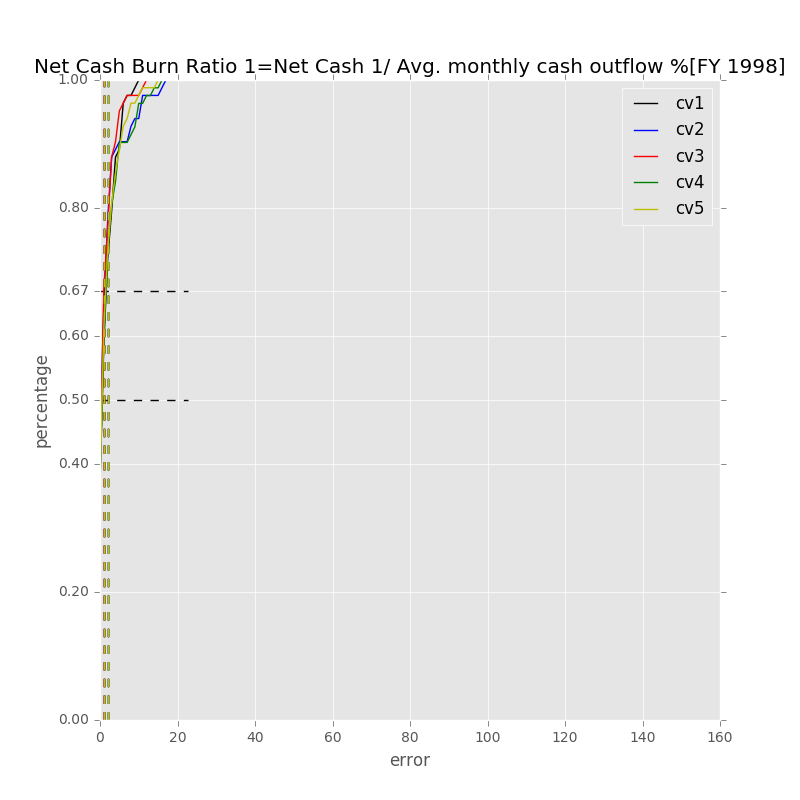 Net Cash Burn Ratio 1=Net Cash 1/ Avg. monthly cash outflow %[FY 1998]
1.00
0.80
0.67
0.60
0.50
0.40
0.20
0.00
percentage
0 20 40 60 80 100 120 140 160
error
cv1
cv2
cv3
cv4
cv5